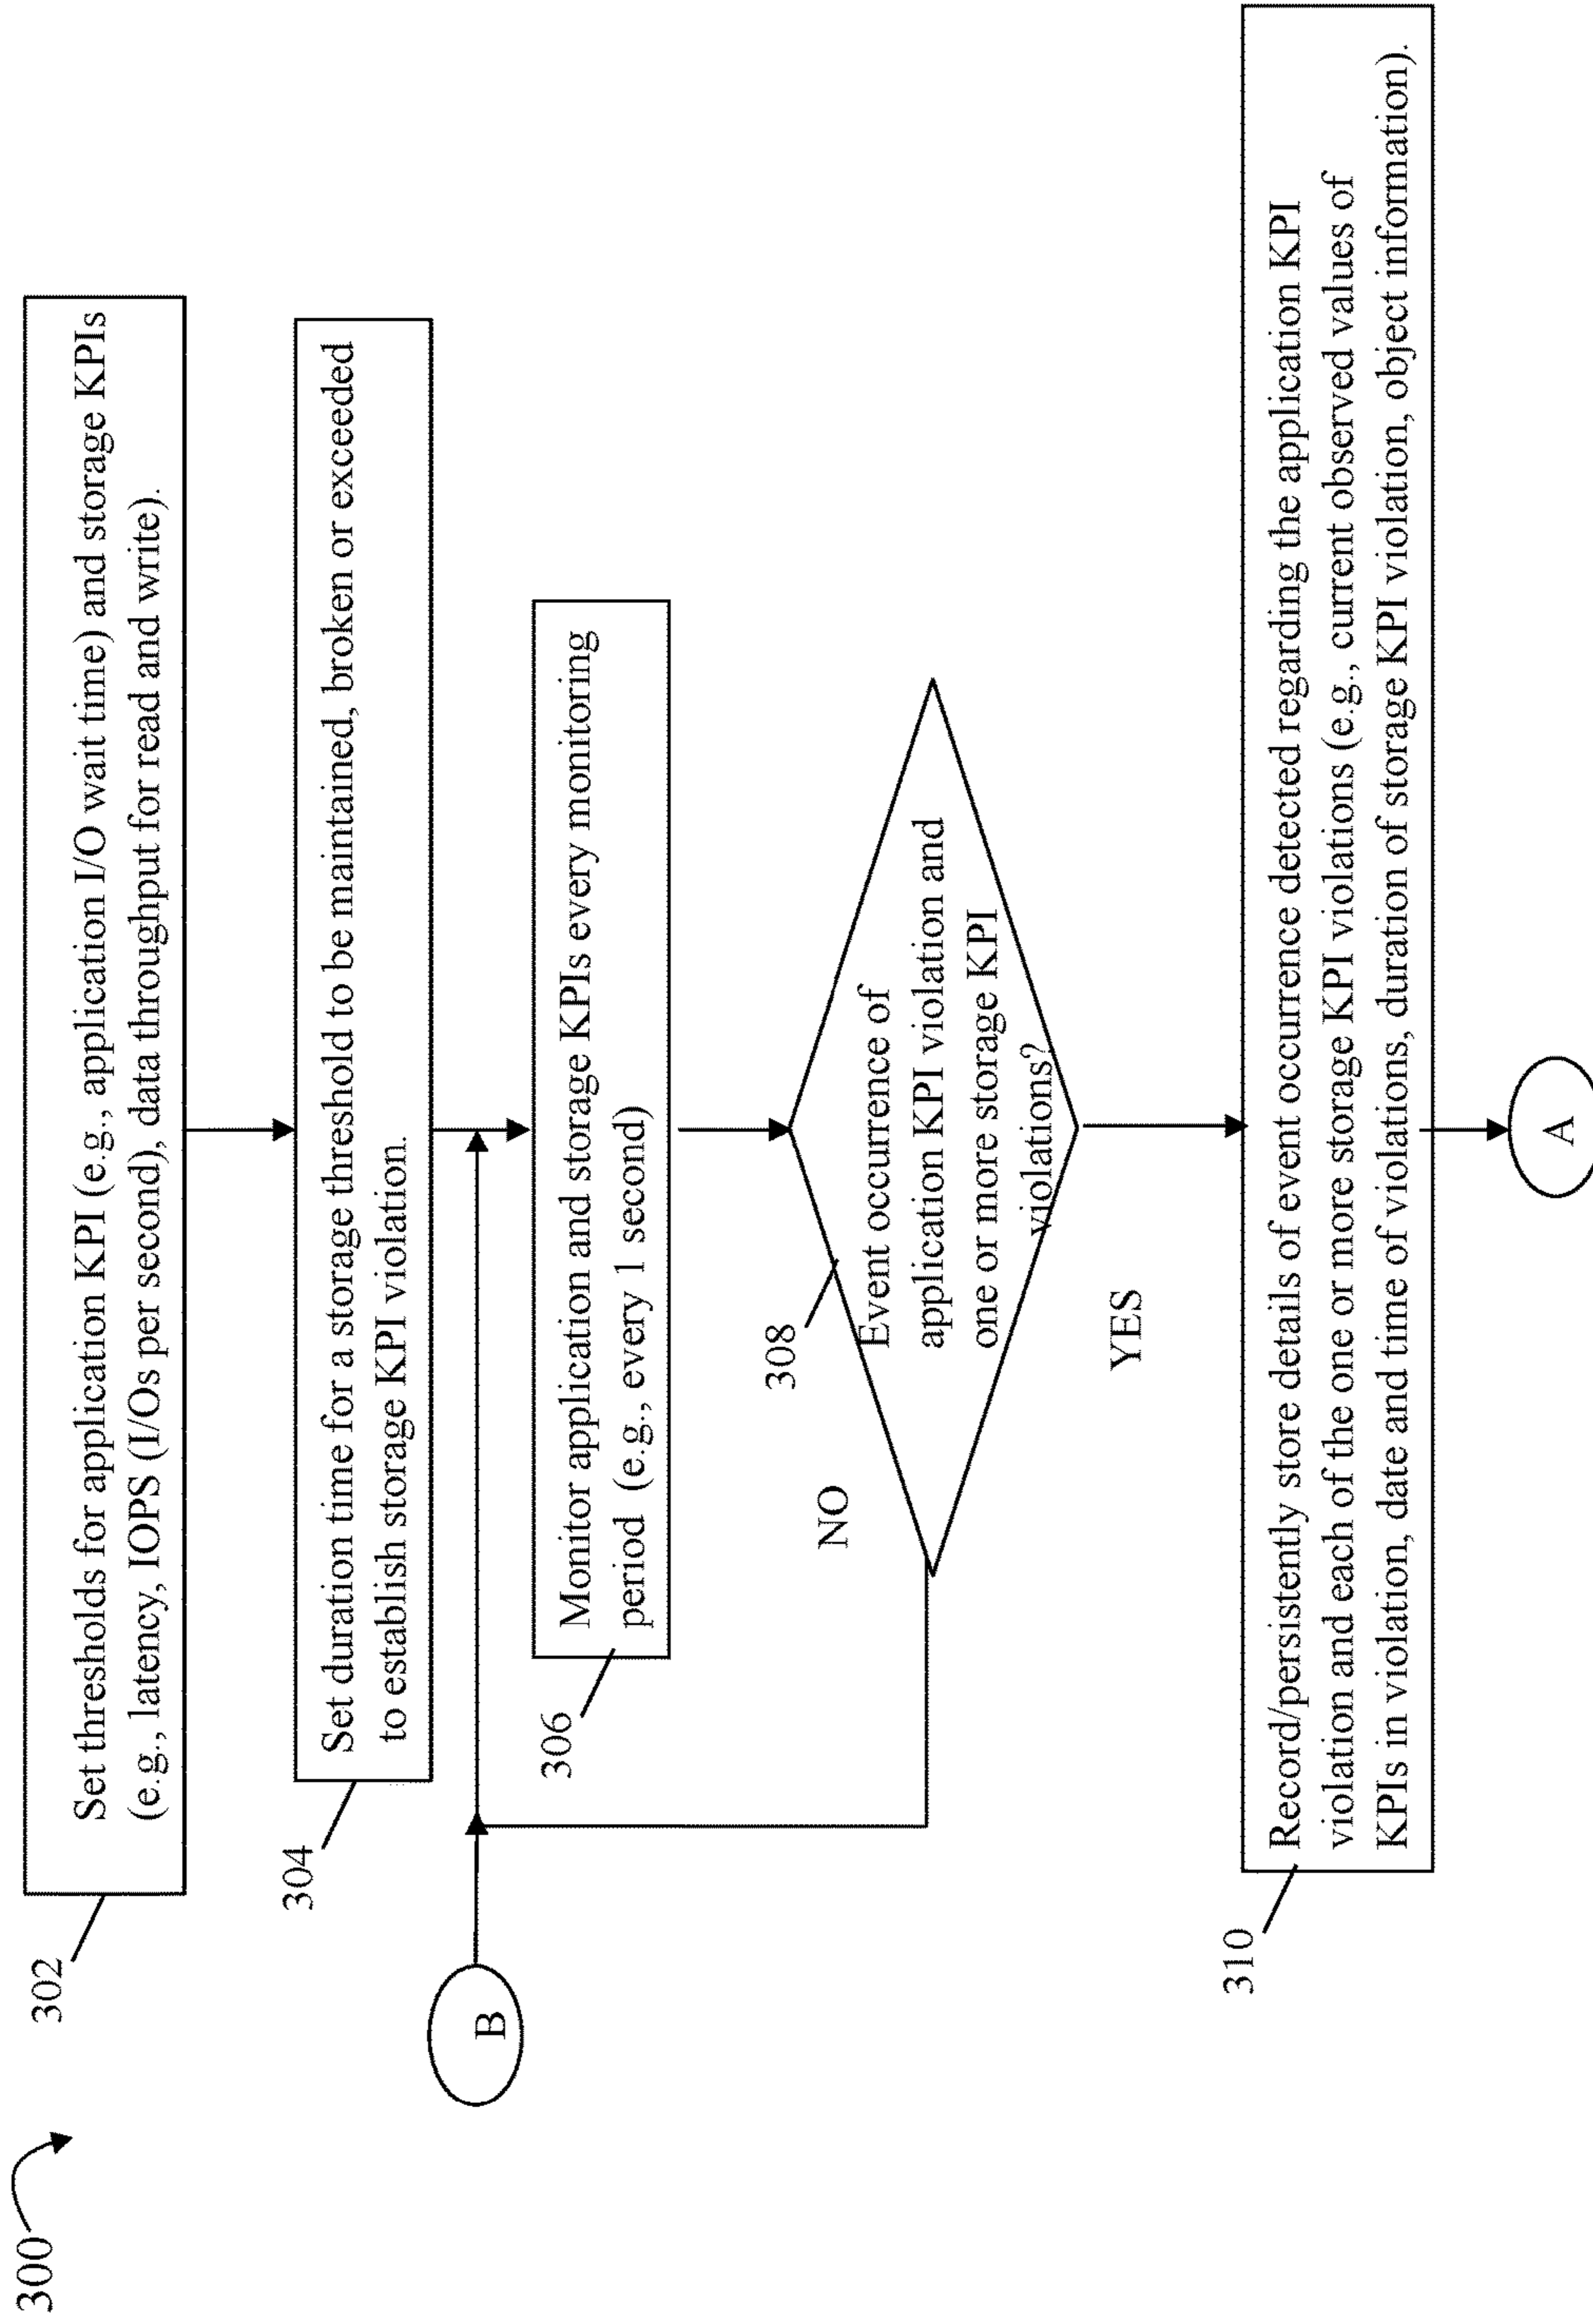 300
302
Set thresholds for application KPI (e.g., application I/O wait time) and storage KPIs
(e.g., latency, IOPS (I/Os per second), data throughput for read and write).
304
Set duration time for a storage threshold to be maintained, broken or exceeded
to establish storage KPI violation.
B
306
Monitor application and storage KPIs every monitoring
period (e.g., every 1 second)
308
Event occurrence of
application KPI violation and
one or more storage KPI
violations?
NO
YES
310
Record/persistently store details of event occurrence detected regarding the application KPI
violation and each of the one or more storage KPI violations (e.g., current observed values of
KPIs in violation, date and time of violations, duration of storage KPI violation, object information).
A